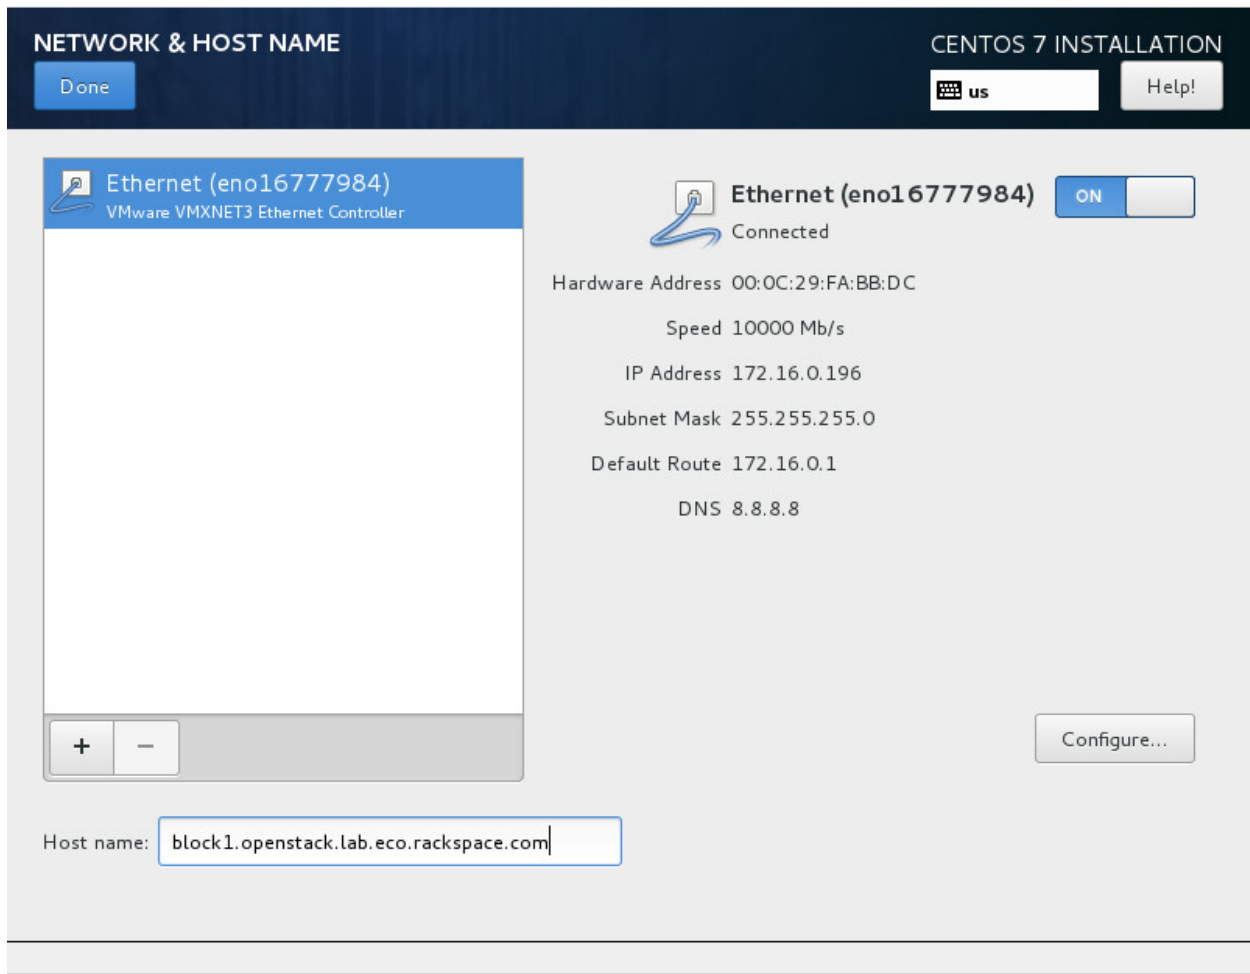 NETWORK & HOST NAME
CENTOS 7 INSTALLATION
Done
us
Help!
Ethernet (eno16777984)
VMware VMXNET3 Ethernet Controller
Ethernet (eno16777984)
ON
Connected
Hardware Address 00:0C:29:FA:BB:DC
Speed 10000 Mb/s
IP Address 172.16.0.196
Subnet Mask 255.255.255.0
Default Route 172.16.0.1
DNS 8.8.8.8
+ −
Configure...
Host name: block1.openstack.lab.eco.rackspace.com